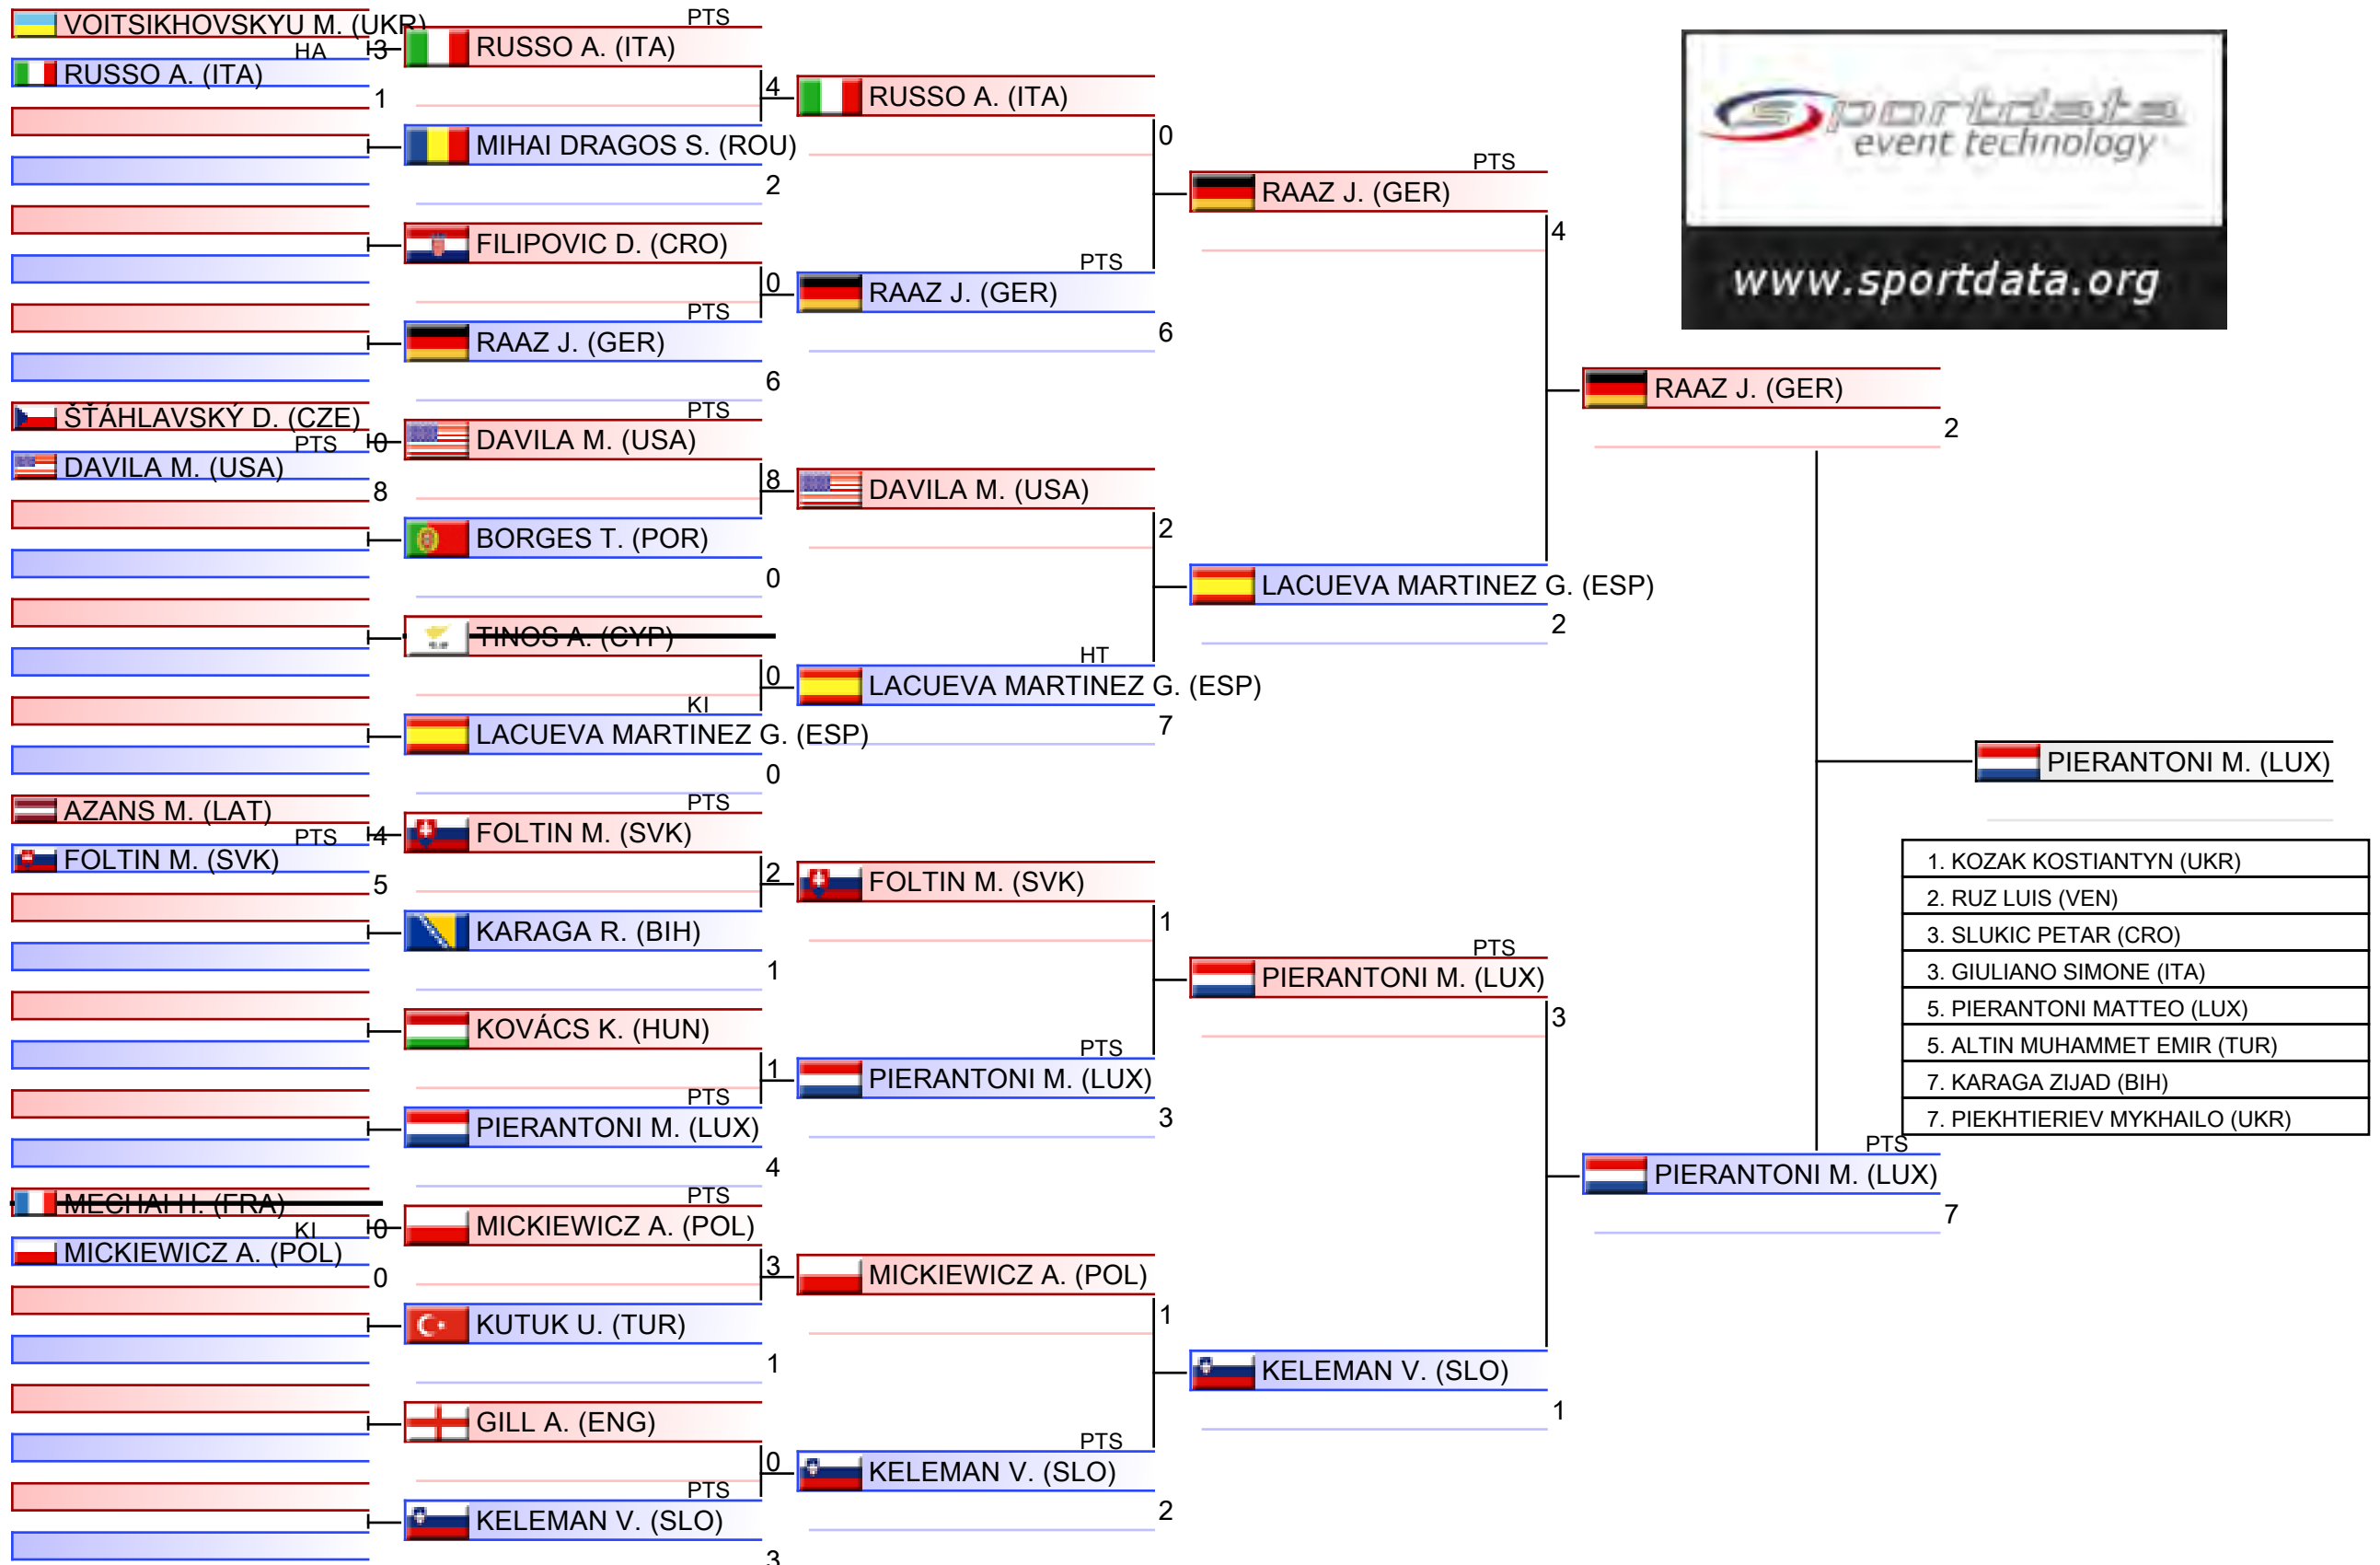 VOITSIKHOVSKYU M. (UKR)
HA
3
RUSSO A. (ITA)
1
ŠŤÁHLAVSKÝ D. (CZE)
PTS
0
DAVILA M. (USA)
8
AZANS M. (LAT)
PTS
4
FOLTIN M. (SVK)
5
MECHAI H. (FRA)
KI
0
MICKIEWICZ A. (POL)
0
PTS
RUSSO A. (ITA)
4
MIHAI DRAGOS S. (ROU)
2
FILIPOVIC D. (CRO)
0
PTS
RAAZ J. (GER)
6
PTS
DAVILA M. (USA)
8
BORGES T. (POR)
0
TINOS A. (CYP)
0
KI
LACUEVA MARTINEZ G. (ESP)
0
PTS
FOLTIN M. (SVK)
2
KARAGA R. (BIH)
1
KOVÁCS K. (HUN)
1
PTS
PIERANTONI M. (LUX)
4
PTS
MICKIEWICZ A. (POL)
3
KUTUK U. (TUR)
1
GILL A. (ENG)
0
PTS
KELEMAN V. (SLO)
3
RUSSO A. (ITA)
0
PTS
RAAZ J. (GER)
6
DAVILA M. (USA)
2
HT
LACUEVA MARTINEZ G. (ESP)
7
FOLTIN M. (SVK)
1
PTS
PIERANTONI M. (LUX)
3
MICKIEWICZ A. (POL)
1
PTS
KELEMAN V. (SLO)
2
PTS
RAAZ J. (GER)
4
LACUEVA MARTINEZ G. (ESP)
2
PTS
PIERANTONI M. (LUX)
3
KELEMAN V. (SLO)
1
RAAZ J. (GER)
2
PTS
PIERANTONI M. (LUX)
7
PIERANTONI M. (LUX)
sportdata
event technology
www.sportdata.org
1. KOZAK KOSTIANTYN (UKR)
2. RUZ LUIS (VEN)
3. SLUKIC PETAR (CRO)
3. GIULIANO SIMONE (ITA)
5. PIERANTONI MATTEO (LUX)
5. ALTIN MUHAMMET EMIR (TUR)
7. KARAGA ZIJAD (BIH)
7. PIEKHTIERIEV MYKHAILO (UKR)